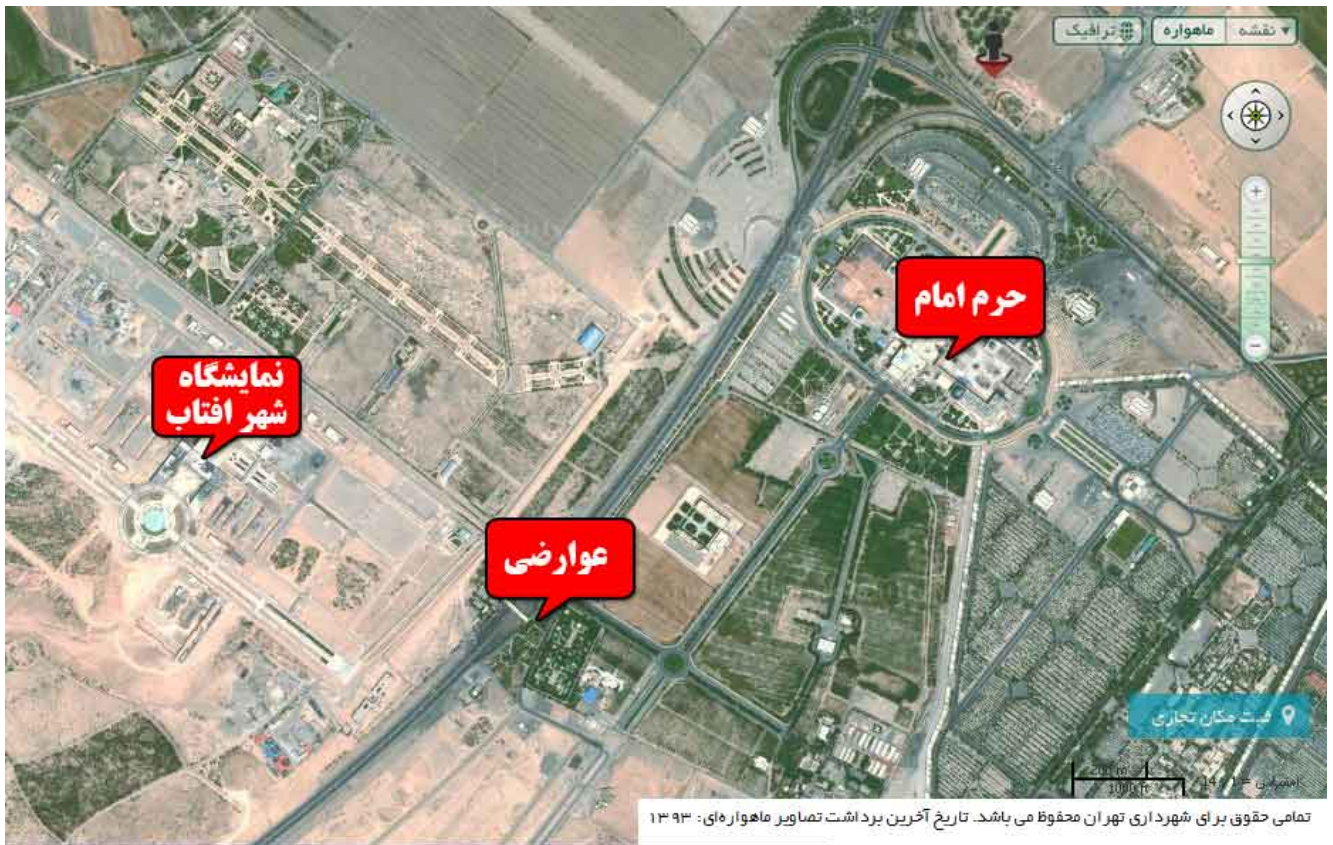 نقشه
ماهواره
ترافیک
حرم امام
نمایشگاه
شهر افتاب
عوارضی
ثبت مکان تجاری
تمامی حقوق برای شهرداری تهران محفوظ می باشد. تاریخ آخرین برداشت تصاویر ماهواره‌ای: ۱۳۹۳